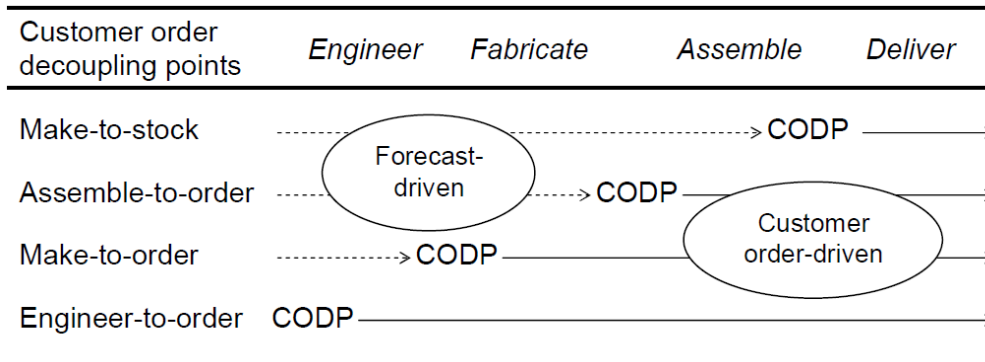 Customer order
decoupling points
Engineer Fabricate Assemble Deliver
Make-to-stock CODP
Forecast-
driven
Assemble-to-order CODP
Customer
order-driven
Make-to-order CODP
Engineer-to-order CODP